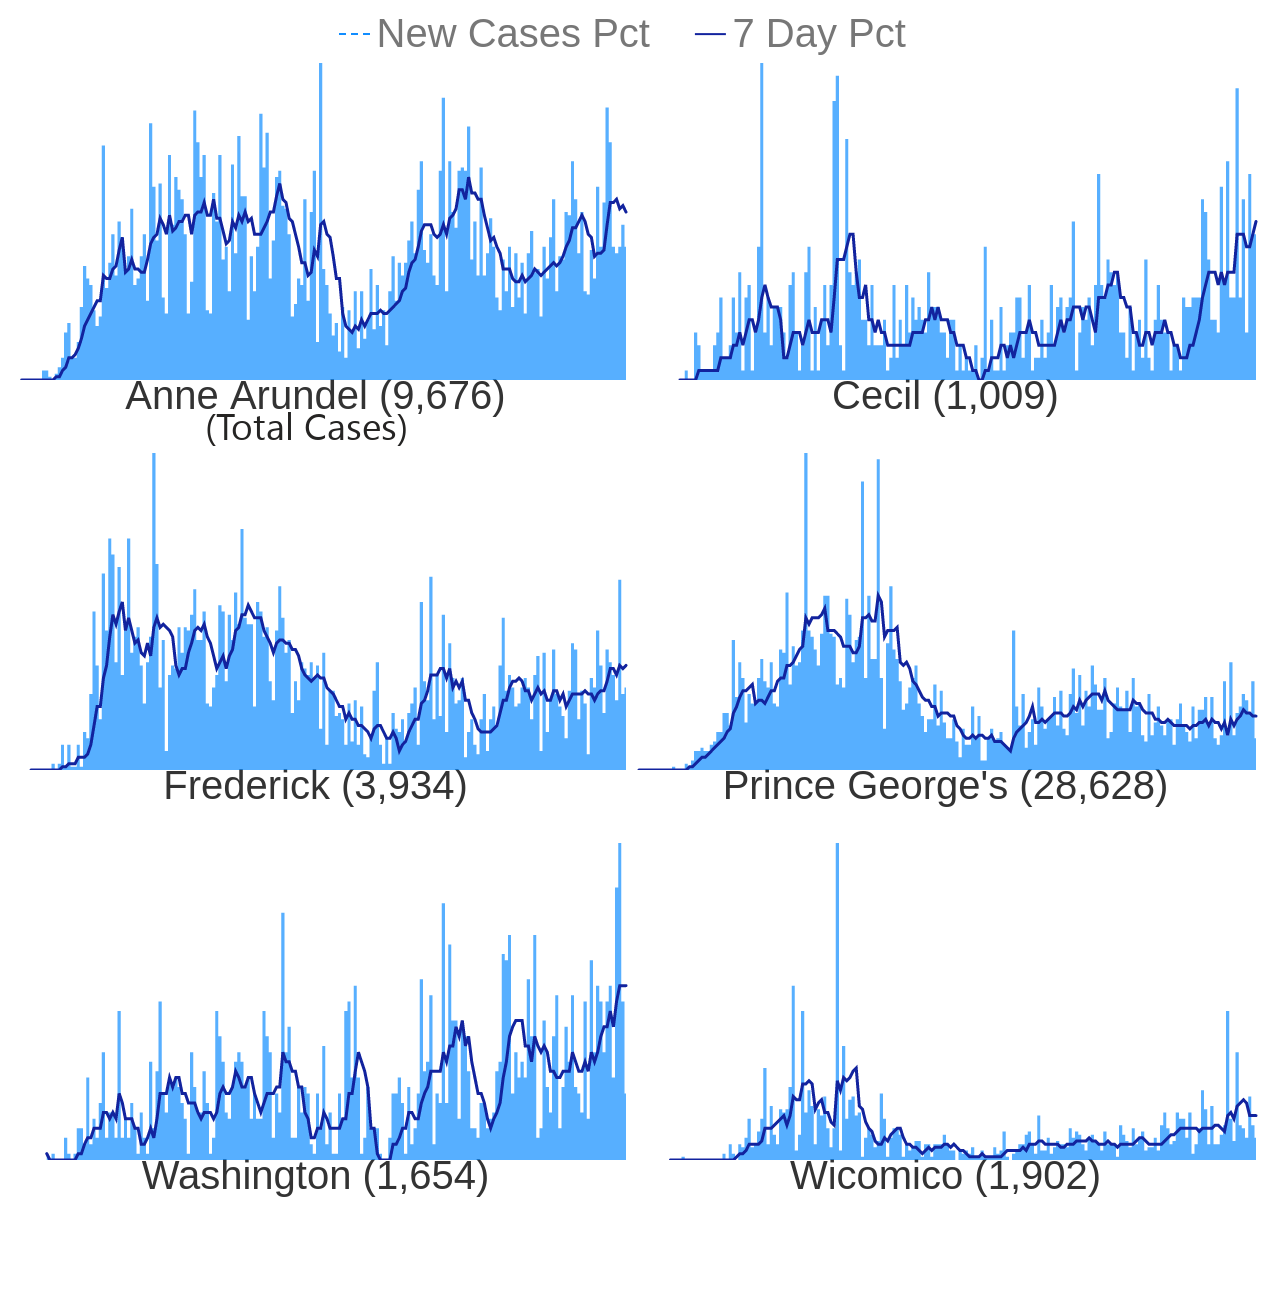 New Cases Pct 7 Day Pct
Anne Arundel (9,676) Cecil (1,009)
(Total Cases)
Frederick (3,934) Prince George's (28,628)
Washington (1,654) Wicomico (1,902)